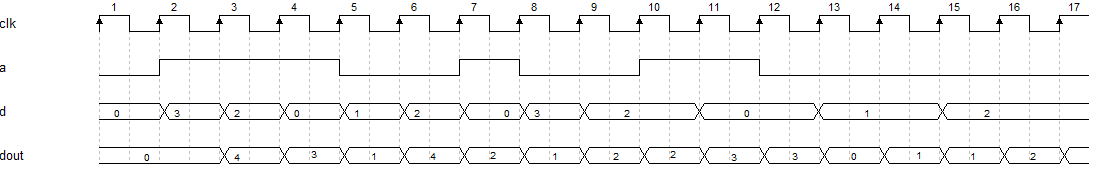 1 2 3 4 5 6 7 8 9 10 11 12 13 14 15 16 17
clk
a
d 0 3 2 0 1 2 0 3 2 0 1 2
dout 0 4 3 1 4 2 1 2 2 3 3 0 1 1 2